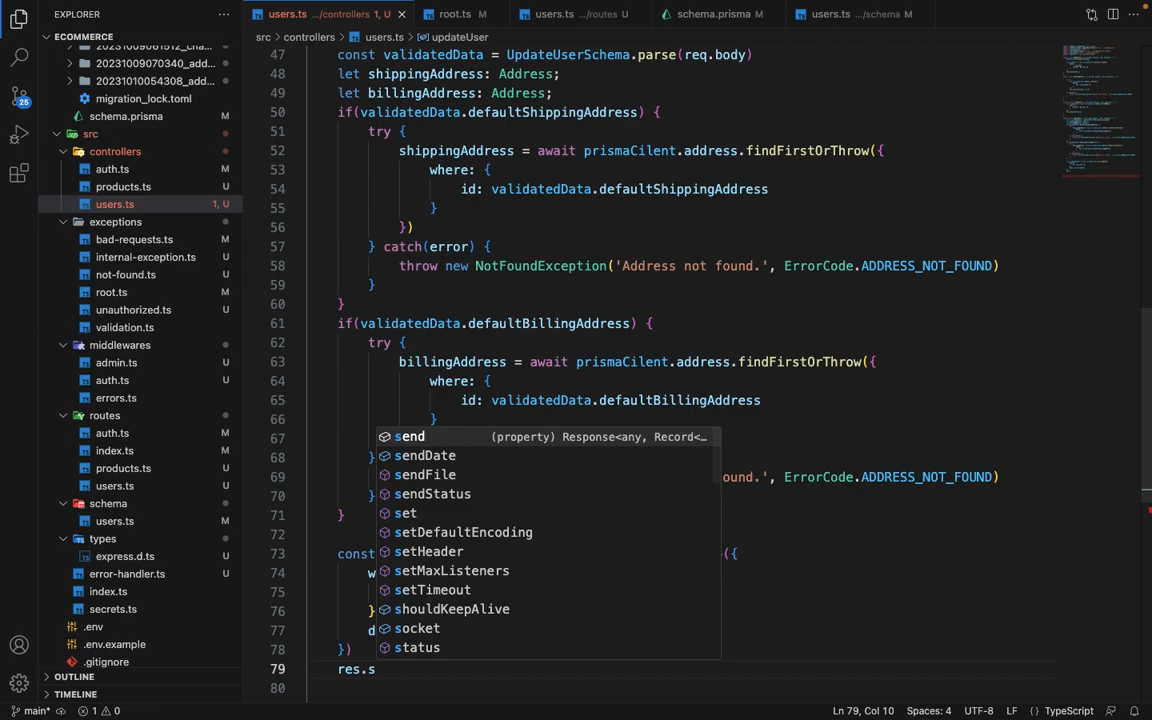 EXPLORER
ECOMMERCE
20231009070340_add...
20231010054308_add...
migration_lock.toml
schema.prisma M
src
controllers
auth.ts M
products.ts U
users.ts 1, U
exceptions
bad-requests.ts M
internal-exception.ts U
not-found.ts U
root.ts M
unauthorized.ts U
validation.ts
middlewares
admin.ts U
auth.ts U
errors.ts
routes
auth.ts M
index.ts M
products.ts U
users.ts U
schema
users.ts M
types
express.d.ts U
error-handler.ts U
index.ts
secrets.ts
.env
.env.example
.gitignore
OUTLINE
TIMELINE
25
users.ts .../controllers 1, U
root.ts M
users.ts .../routes U
schema.prisma M
users.ts .../schema M
src > controllers > users.ts > updateUser
47 const validatedData = UpdateUserSchema.parse(req.body)
48 let shippingAddress: Address;
49 let billingAddress: Address;
50 if(validatedData.defaultShippingAddress) {
51 try {
52 shippingAddress = await prismaCilent.address.findFirstOrThrow({
53 where: {
54 id: validatedData.defaultShippingAddress
55 }
56 })
57 } catch(error) {
58 throw new NotFoundException('Address not found.', ErrorCode.ADDRESS_NOT_FOUND)
59 }
60 }
61 if(validatedData.defaultBillingAddress) {
62 try {
63 billingAddress = await prismaCilent.address.findFirstOrThrow({
64 where: {
65 id: validatedData.defaultBillingAddress
66 }
67
68 }
69 ound.', ErrorCode.ADDRESS_NOT_FOUND)
70 }
71 }
72
73 const ({
74 w
75
76 }
77 d
78 })
79 res.s
80
send (property) Response<any, Record<...
sendDate
sendFile
sendStatus
set
setDefaultEncoding
setHeader
setMaxListeners
setTimeout
shouldKeepAlive
socket
status
main* 1 0
Ln 79, Col 10 Spaces: 4 UTF-8 LF {} TypeScript